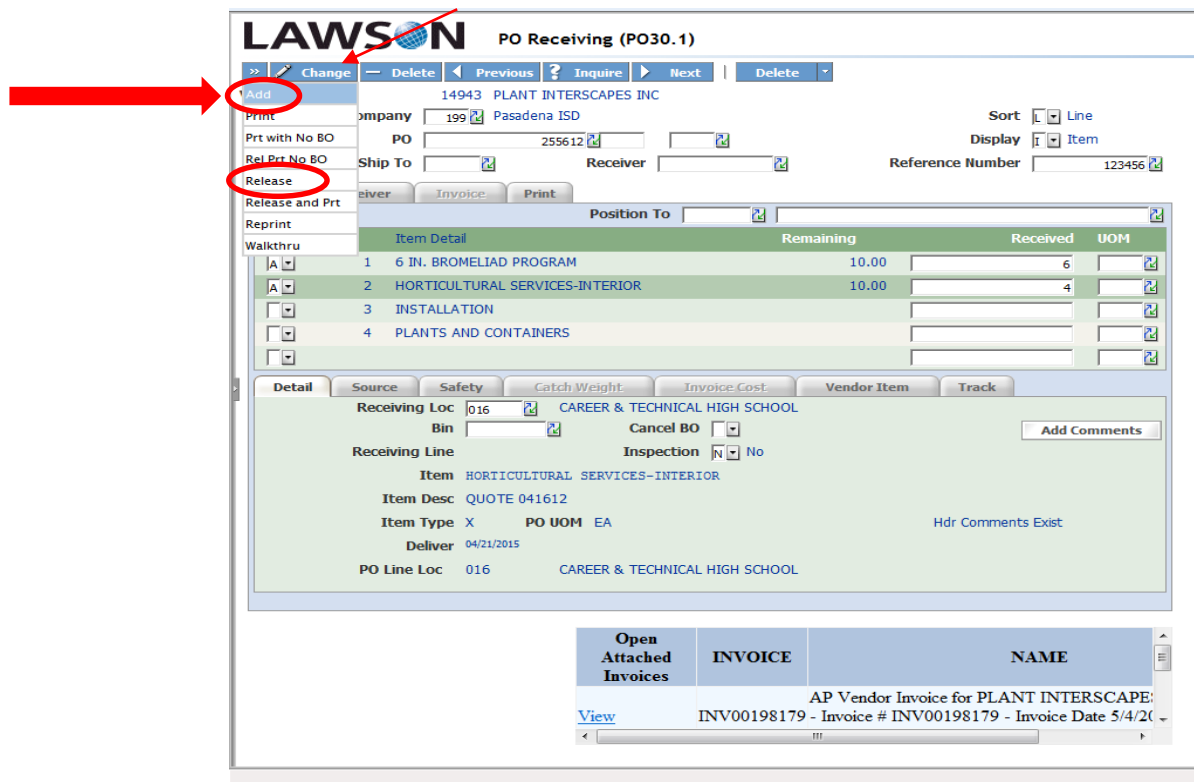 LAWSON PO Receiving (PO30.1)
» Change Delete Previous ? Inquire Next | Delete
Add 14943 PLANT INTERSCAPES INC
Print ompany 199 Pasadena ISD Sort L Line
Prt with No BO PO 255612 Display I Item
Rel Prt No BO Ship To Receiver Reference Number 123456
Release eiver Invoice Print
Release and Prt
Position To
Reprint
Walkthru Item Detail Remaining Received UOM
A 1 6 IN. BROMELIAD PROGRAM 10.00 6
A 2 HORTICULTURAL SERVICES-INTERIOR 10.00 4
3 INSTALLATION
4 PLANTS AND CONTAINERS
Detail Source Safety Catch Weight Invoice Cost Vendor Item Track
Receiving Loc 016 CAREER & TECHNICAL HIGH SCHOOL
Bin Cancel BO Add Comments
Receiving Line Inspection N No
Item HORTICULTURAL SERVICES-INTERIOR
Item Desc QUOTE 041612
Item Type X PO UOM EA Hdr Comments Exist
Deliver 04/21/2015
PO Line Loc 016 CAREER & TECHNICAL HIGH SCHOOL
Open
Attached INVOICE NAME
Invoices
AP Vendor Invoice for PLANT INTERSCAPES
View INV00198179 - Invoice # INV00198179 - Invoice Date 5/4/20